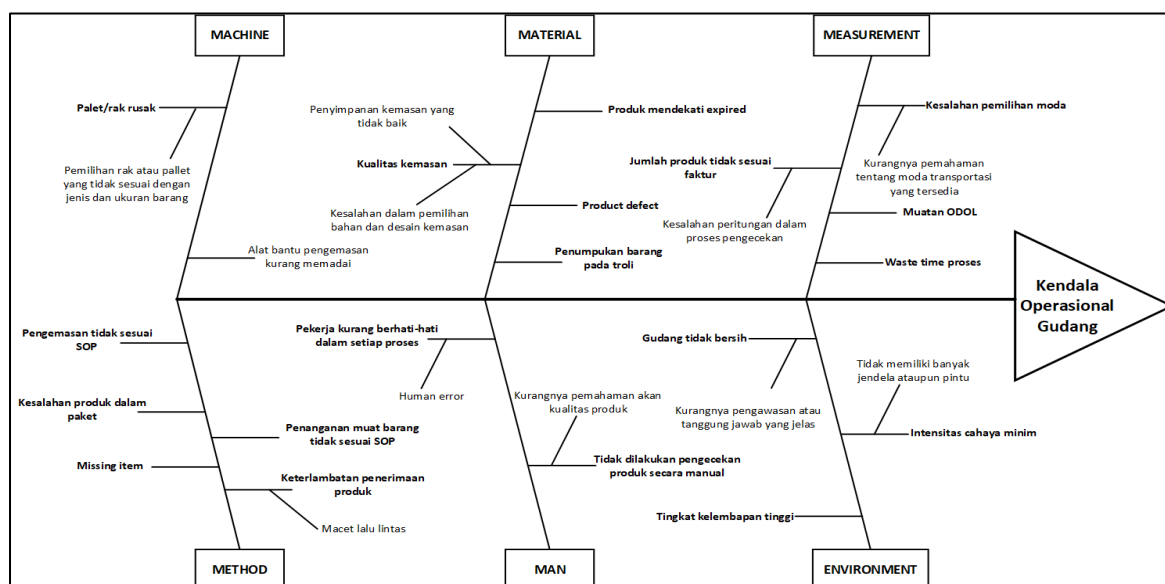 MACHINE
MATERIAL
MEASUREMENT
Palet/rak rusak
Pemilihan rak atau pallet
yang tidak sesuai dengan
jenis dan ukuran barang
Alat bantu pengemasan
kurang memadai
Penyimpanan kemasan yang
tidak baik
Kualitas kemasan
Kesalahan dalam pemilihan
bahan dan desain kemasan
Produk mendekati expired
Product defect
Penumpukan barang
pada troli
Jumlah produk tidak sesuai
faktur
Kesalahan peritungan dalam
proses pengecekan
Kesalahan pemilihan moda
Kurangnya pemahaman
tentang moda transportasi
yang tersedia
Muatan ODOL
Waste time proses
Kendala
Operasional
Gudang
Pengemasan tidak sesuai
SOP
Kesalahan produk dalam
paket
Missing item
Penanganan muat barang
tidak sesuai SOP
Keterlambatan penerimaan
produk
Macet lalu lintas
Pekerja kurang berhati-hati
dalam setiap proses
Human error
Kurangnya pemahaman akan
kualitas produk
Tidak dilakukan pengecekan
produk secara manual
Gudang tidak bersih
Kurangnya pengawasan atau
tanggung jawab yang jelas
Tidak memiliki banyak
jendela ataupun pintu
Intensitas cahaya minim
Tingkat kelembapan tinggi
METHOD
MAN
ENVIRONMENT